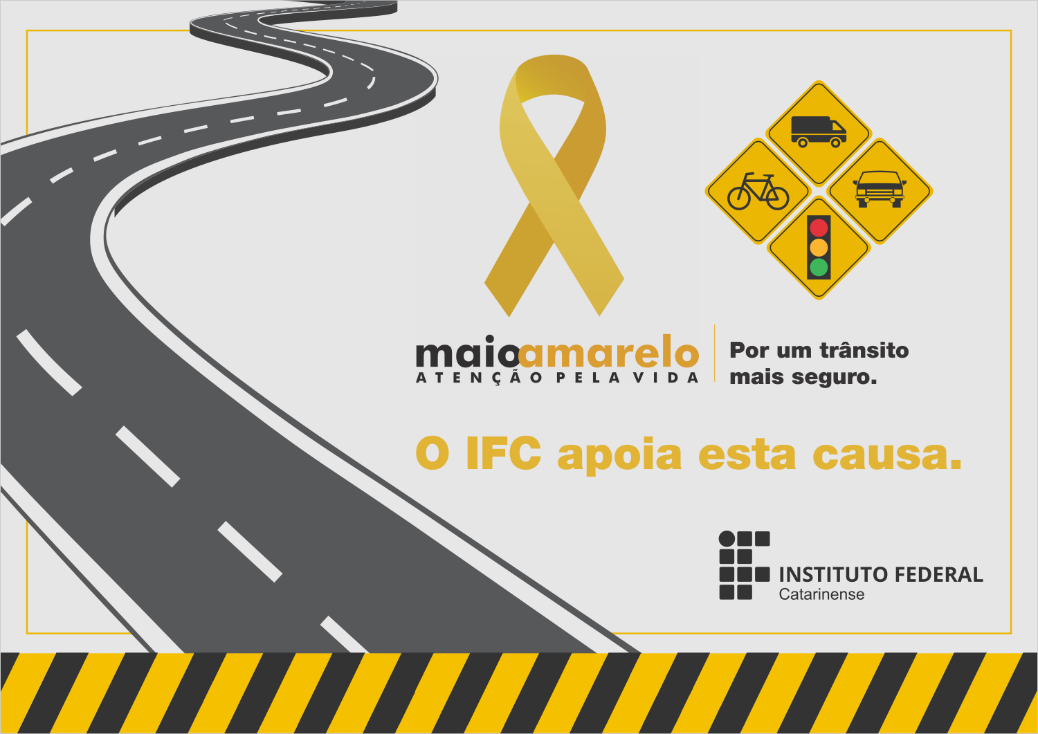 maioamarelo
ATENÇÃO PELA VIDA
Por um trânsito
mais seguro.
O IFC apoia esta causa.
INSTITUTO FEDERAL
Catarinense